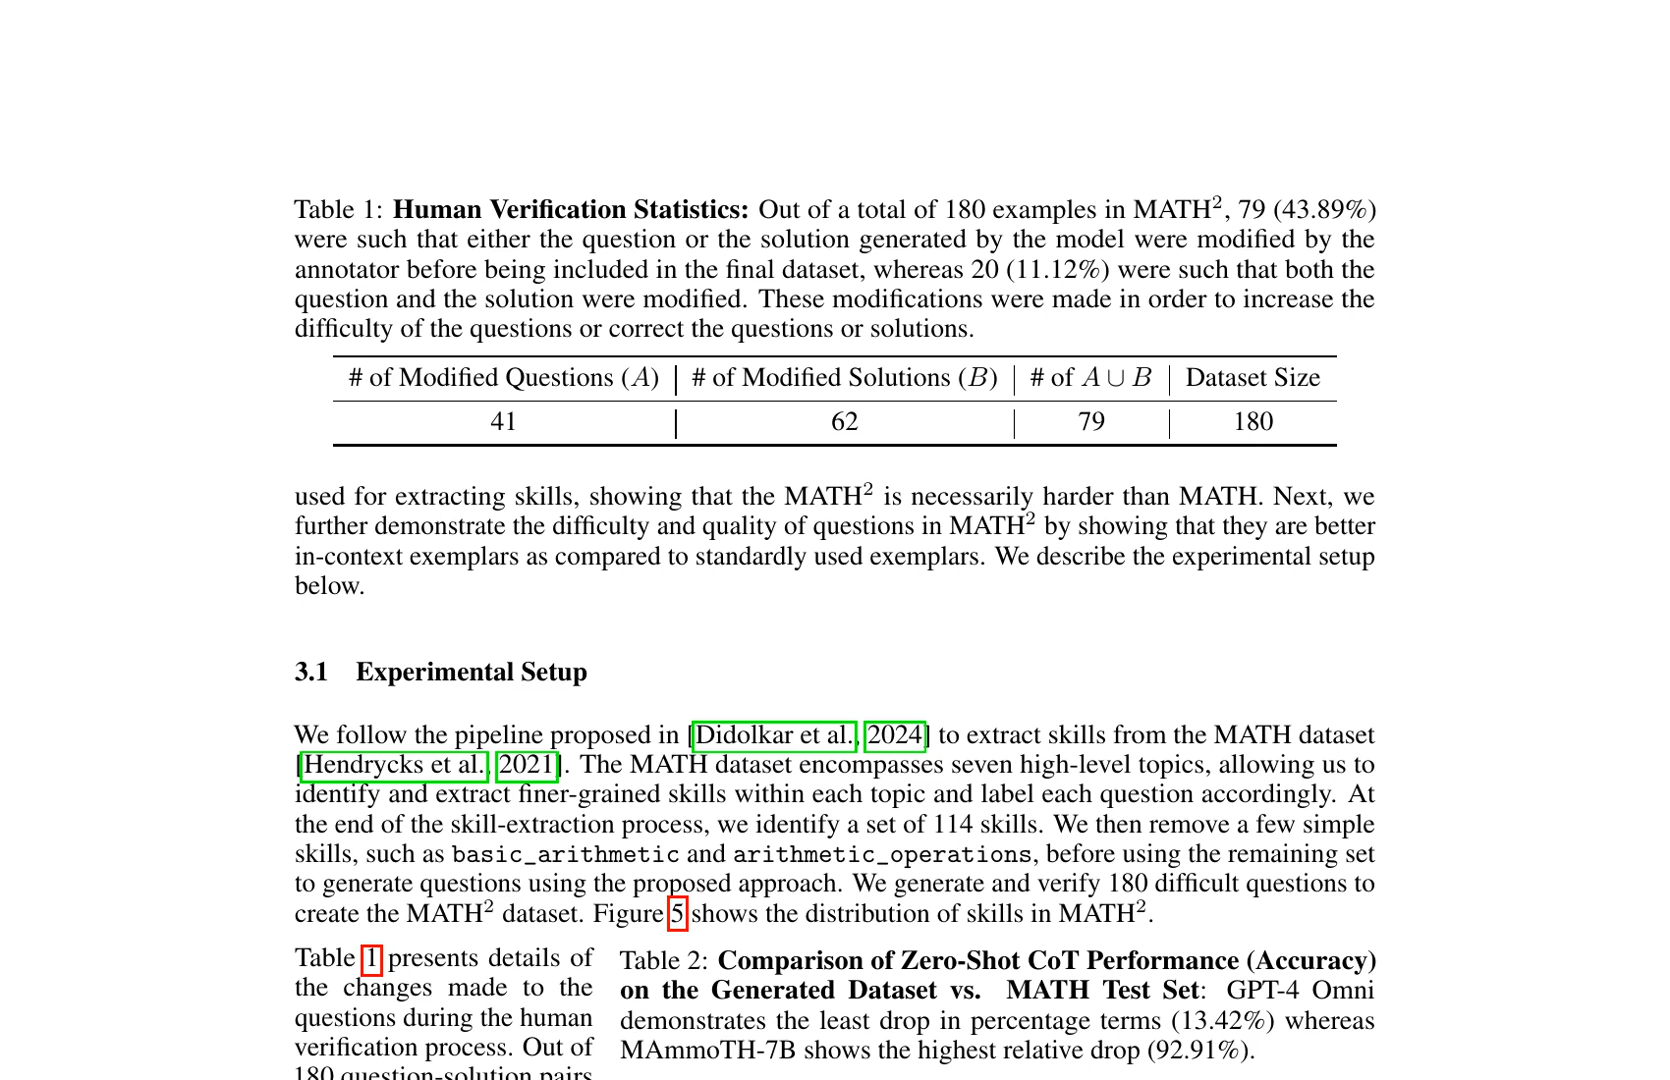 Table 1: Human Verification Statistics: Out of a total of 180 examples in MATH², 79 (43.89%)
were such that either the question or the solution generated by the model were modified by the
annotator before being included in the final dataset, whereas 20 (11.12%) were such that both the
question and the solution were modified. These modifications were made in order to increase the
difficulty of the questions or correct the questions or solutions.
# of Modified Questions (A) | # of Modified Solutions (B) | # of A ∪ B | Dataset Size
41 | 62 | 79 | 180
used for extracting skills, showing that the MATH² is necessarily harder than MATH. Next, we
further demonstrate the difficulty and quality of questions in MATH² by showing that they are better
in-context exemplars as compared to standardly used exemplars. We describe the experimental setup
below.
3.1 Experimental Setup
We follow the pipeline proposed in [Didolkar et al., 2024] to extract skills from the MATH dataset
[Hendrycks et al., 2021]. The MATH dataset encompasses seven high-level topics, allowing us to
identify and extract finer-grained skills within each topic and label each question accordingly. At
the end of the skill-extraction process, we identify a set of 114 skills. We then remove a few simple
skills, such as basic_arithmetic and arithmetic_operations, before using the remaining set
to generate questions using the proposed approach. We generate and verify 180 difficult questions to
create the MATH² dataset. Figure 5 shows the distribution of skills in MATH².
Table 1 presents details of
the changes made to the
questions during the human
verification process. Out of
180 question-solution pairs
Table 2: Comparison of Zero-Shot CoT Performance (Accuracy)
on the Generated Dataset vs. MATH Test Set: GPT-4 Omni
demonstrates the least drop in percentage terms (13.42%) whereas
MAmmoTH-7B shows the highest relative drop (92.91%).